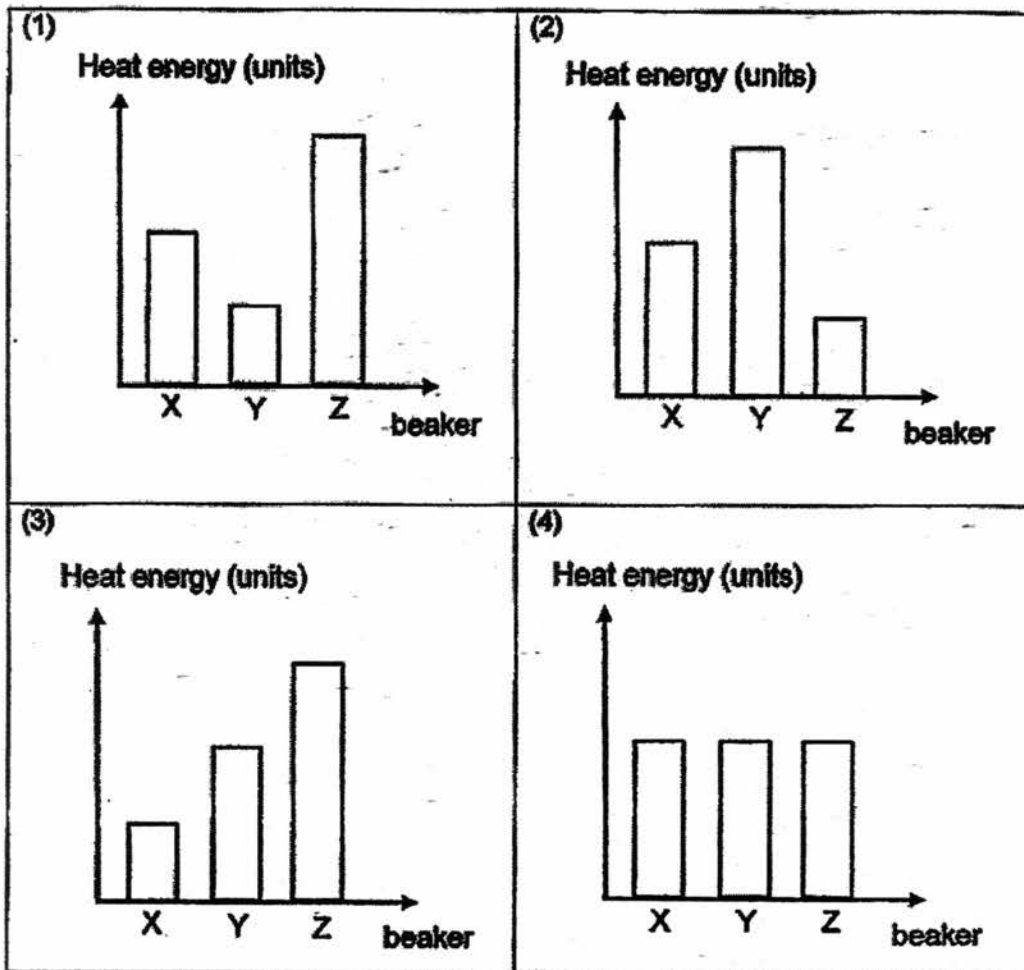 (1)
Heat energy (units)
X Y Z
beaker
(2)
Heat energy (units)
X Y Z
beaker
(3)
Heat energy (units)
X Y Z
beaker
(4)
Heat energy (units)
X Y Z
beaker